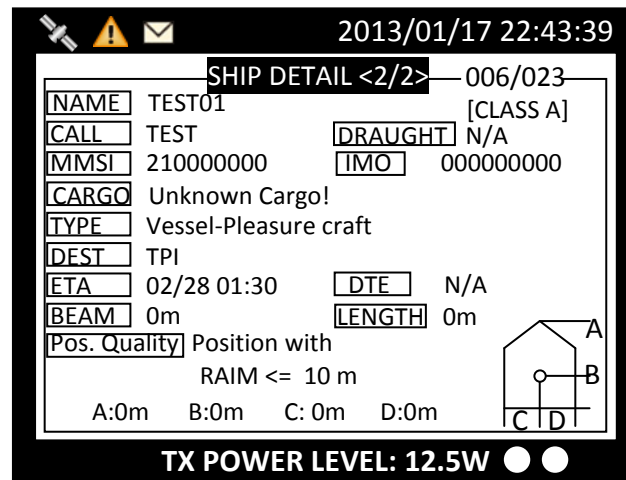 2013/01/17 22:43:39
SHIP DETAIL <2/2> 006/023
NAME TEST01 [CLASS A]
CALL TEST DRAUGHT N/A
MMSI 210000000 IMO 000000000
CARGO Unknown Cargo!
TYPE Vessel-Pleasure craft
DEST TPI
ETA 02/28 01:30 DTE N/A
BEAM 0m LENGTH 0m
Pos. Quality Position with
RAIM <= 10 m
A:0m B:0m C: 0m D:0m
A
B
C D
TX POWER LEVEL: 12.5W